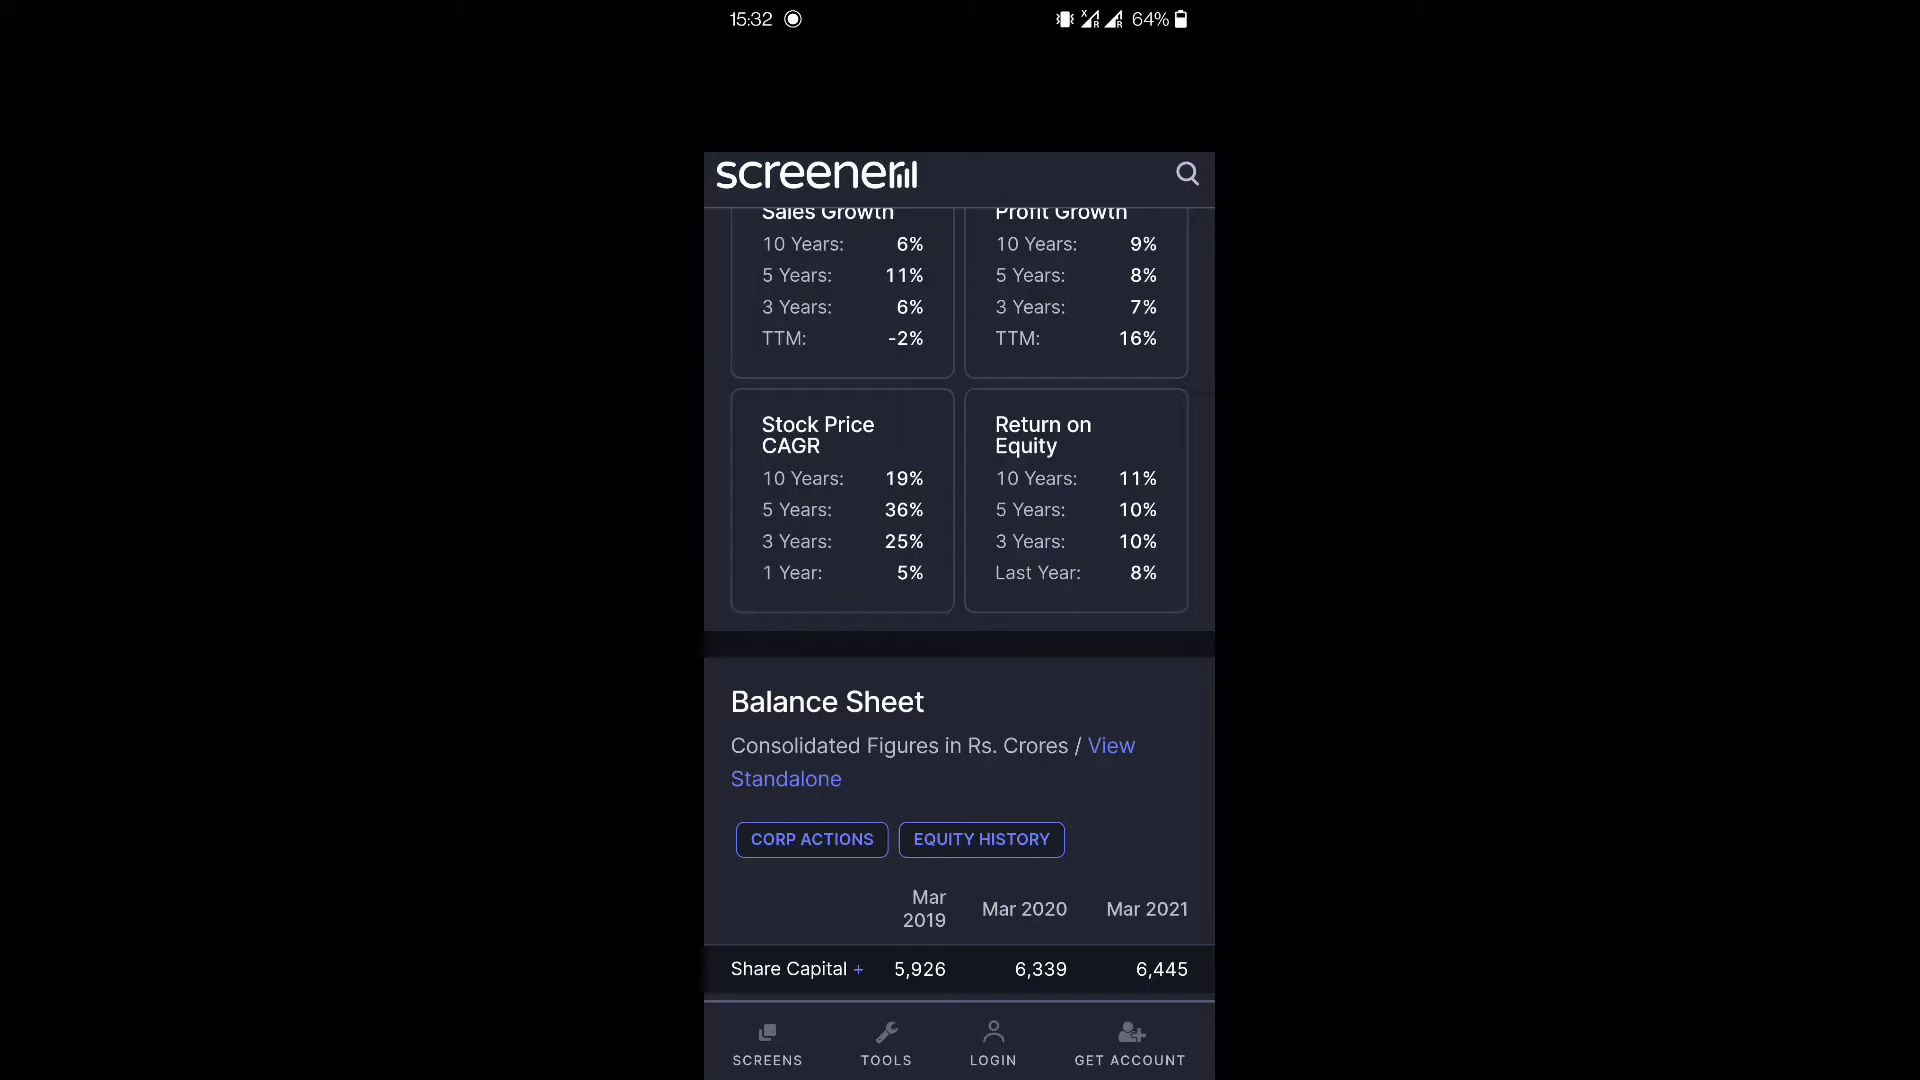 15:32
64%
screener
Sales Growth
10 Years: 6%
5 Years: 11%
3 Years: 6%
TTM: -2%
Profit Growth
10 Years: 9%
5 Years: 8%
3 Years: 7%
TTM: 16%
Stock Price
CAGR
10 Years: 19%
5 Years: 36%
3 Years: 25%
1 Year: 5%
Return on
Equity
10 Years: 11%
5 Years: 10%
3 Years: 10%
Last Year: 8%
Balance Sheet
Consolidated Figures in Rs. Crores / View
Standalone
CORP ACTIONS EQUITY HISTORY
Mar
2019 Mar 2020 Mar 2021
Share Capital + 5,926 6,339 6,445
SCREENS TOOLS LOGIN GET ACCOUNT